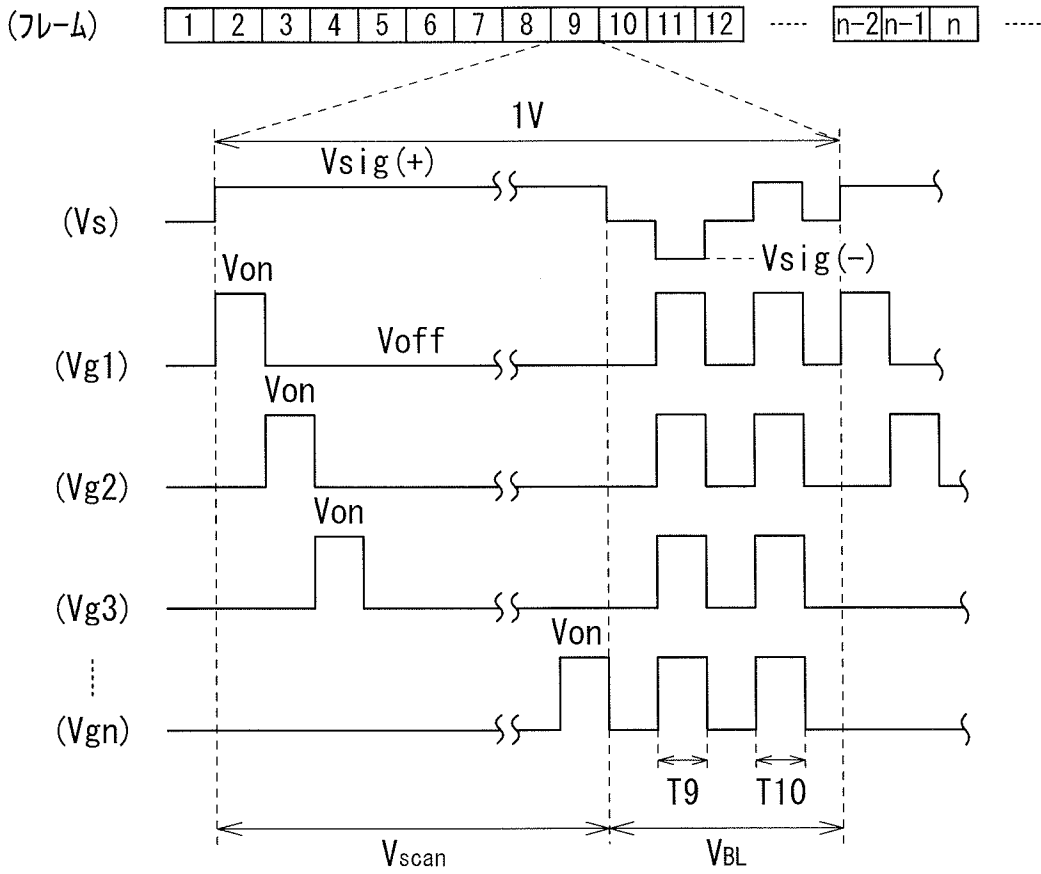 (フレーム) 1 2 3 4 5 6 7 8 9 10 11 12 ····· n-2 n-1 n ·····
1V
Vsig(+)
(Vs)
Vsig(-)
Von
Voff
(Vg1)
Von
(Vg2)
Von
(Vg3)
Von
(Vgn)
T9 T10
Vscan VBL